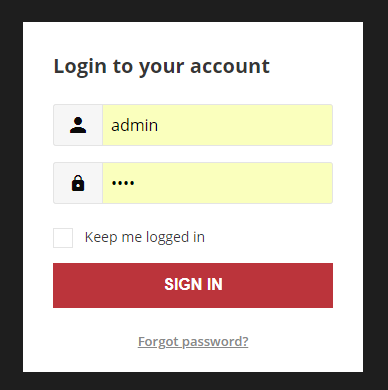 Login to your account
admin
••••
Keep me logged in
SIGN IN
Forgot password?